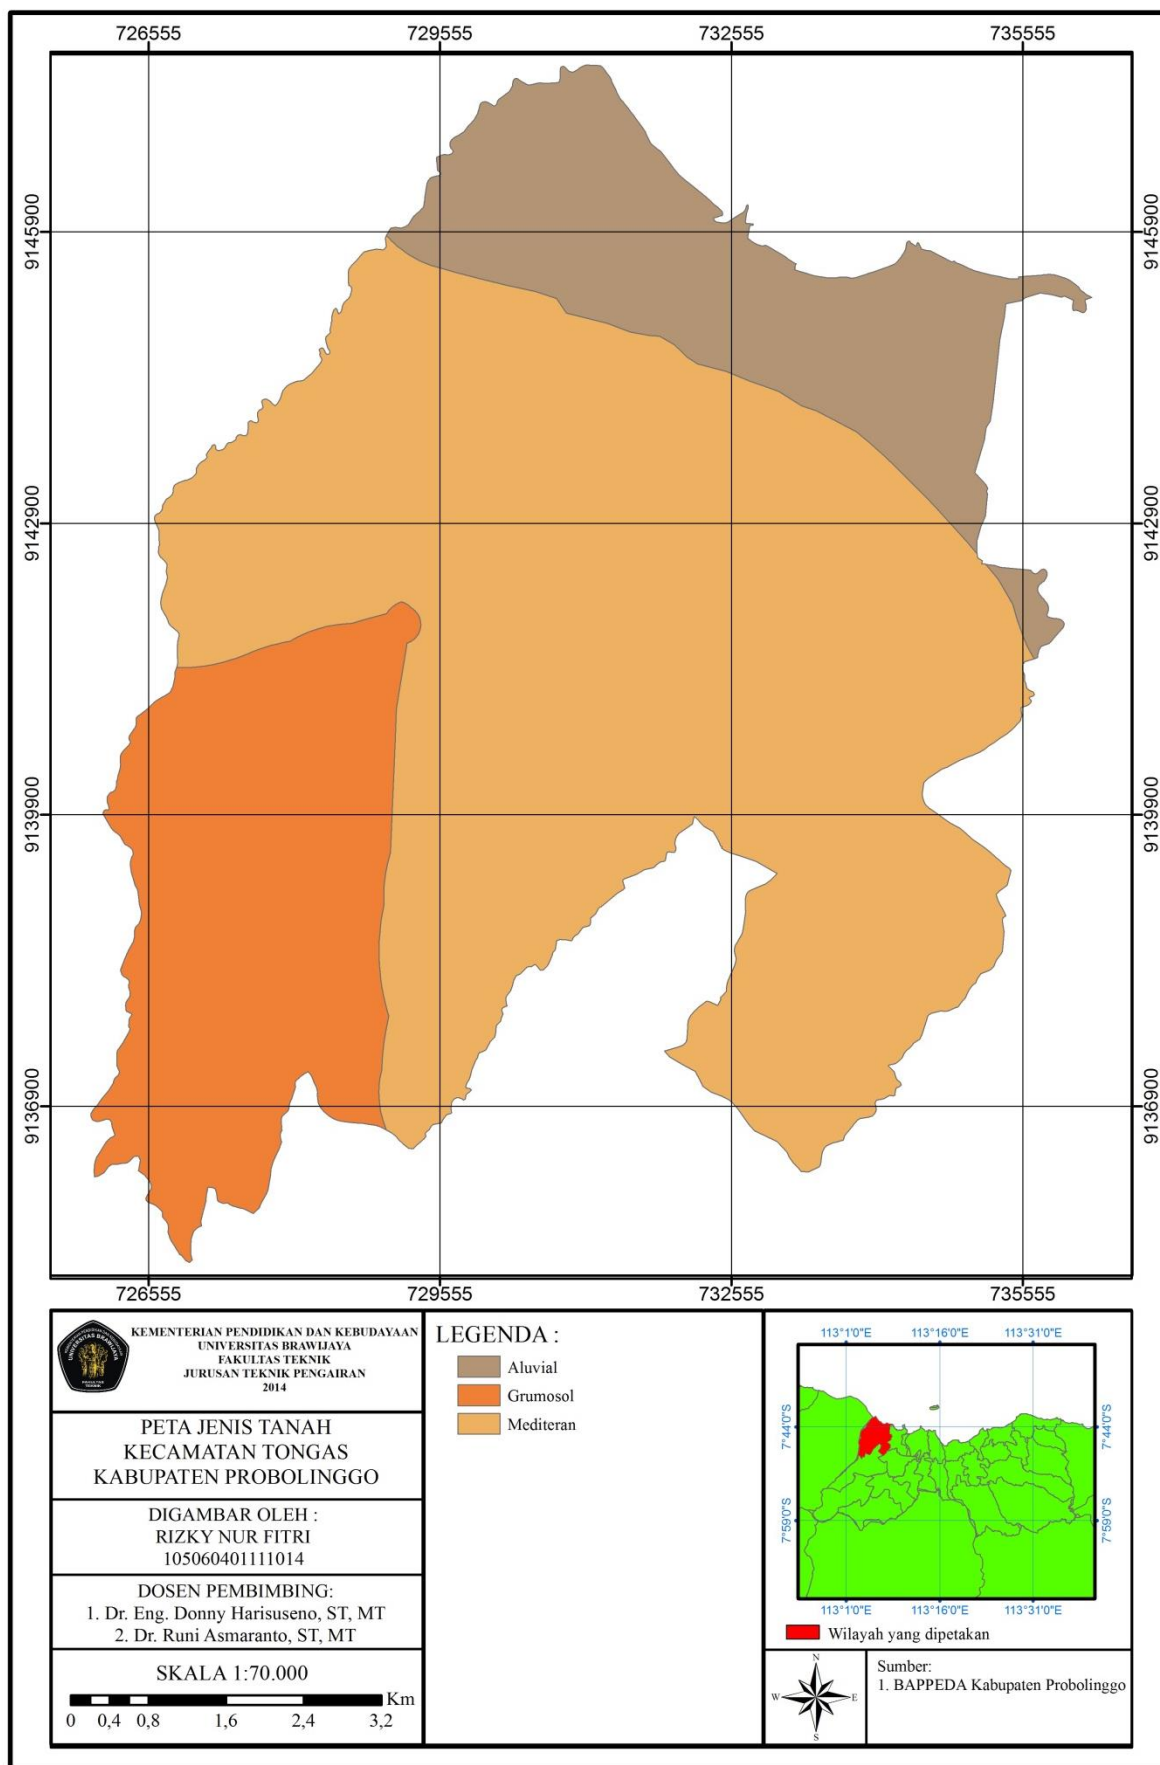 726555
729555
732555
735555
9145900
9145900
9142900
9142900
9139900
9139900
9136900
9136900
726555
729555
732555
735555
UNIVERSITAS BRAWIJAYA
FAKULTAS
TEKNIK
KEMENTERIAN PENDIDIKAN DAN KEBUDAYAAN
UNIVERSITAS BRAWIJAYA
FAKULTAS TEKNIK
JURUSAN TEKNIK PENGAIRAN
2014
PETA JENIS TANAH
KECAMATAN TONGAS
KABUPATEN PROBOLINGGO
DIGAMBAR OLEH :
RIZKY NUR FITRI
105060401111014
DOSEN PEMBIMBING:
1. Dr. Eng. Donny Harisuseno, ST, MT
2. Dr. Runi Asmaranto, ST, MT
SKALA 1:70.000
Km
0 0,4 0,8 1,6 2,4 3,2
LEGENDA :
Aluvial
Grumosol
Mediteran
113°1'0"E 113°16'0"E 113°31'0"E
7°44'0"S 7°44'0"S
7°59'0"S 7°59'0"S
113°1'0"E 113°16'0"E 113°31'0"E
Wilayah yang dipetakan
N
W E
S
Sumber:
1. BAPPEDA Kabupaten Probolinggo